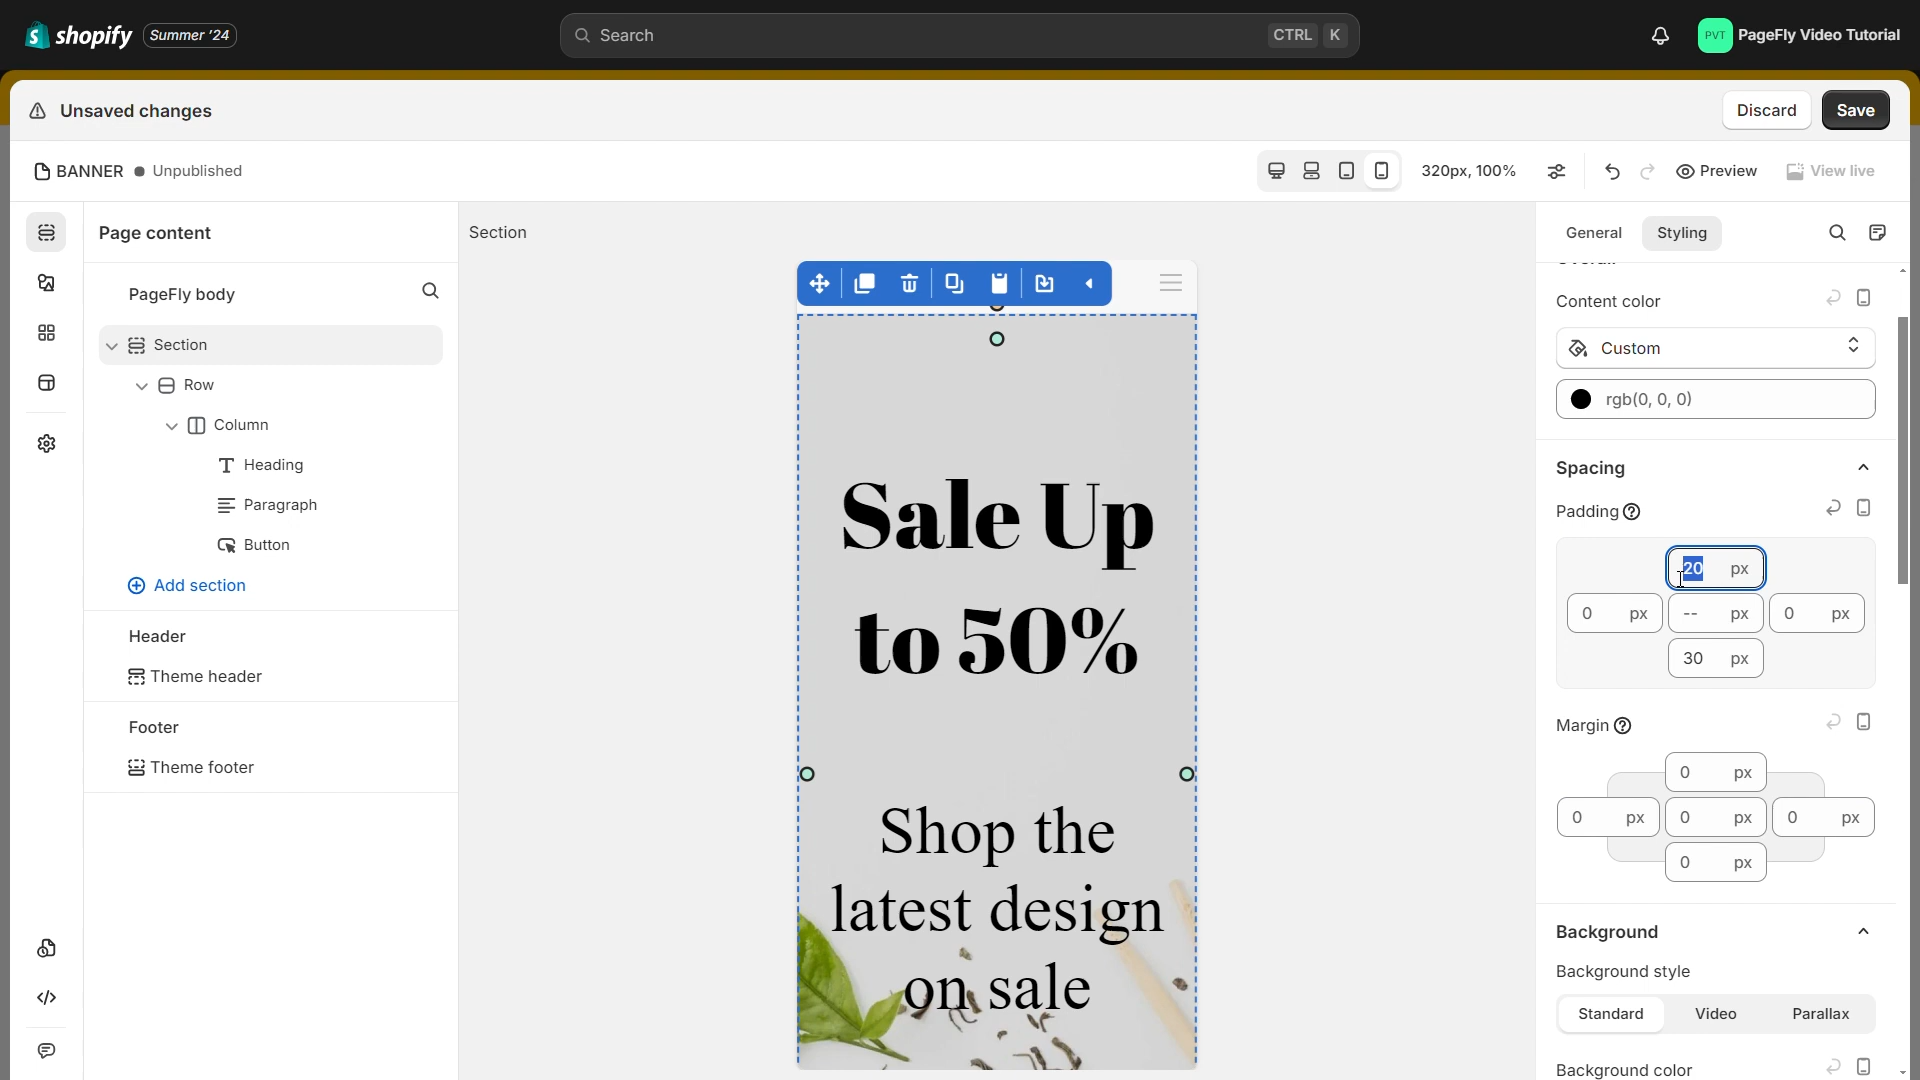 shopify Summer '24
Search CTRL K
PVT PageFly Video Tutorial
Unsaved changes
Discard Save
BANNER Unpublished
320px, 100%
Preview View live
Page content
PageFly body
Section
Row
Column
Heading
Paragraph
Button
Add section
Header
Theme header
Footer
Theme footer
Section
Sale Up
to 50%
Shop the
latest design
on sale
General Styling
Overall
Content color
Custom
rgb(0, 0, 0)
Spacing
Padding
20 px
0 px -- px 0 px
30 px
Margin
0 px
0 px 0 px 0 px
0 px
Background
Background style
Standard Video Parallax
Background color